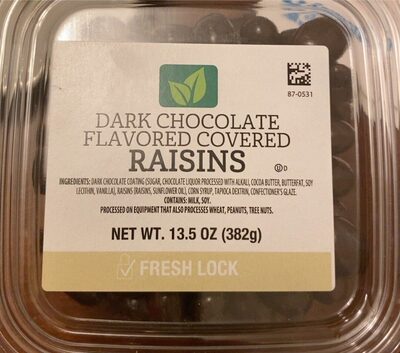 87-0531
DARK CHOCOLATE
FLAVORED COVERED
RAISINS
U D
INGREDIENTS: DARK CHOCOLATE COATING (SUGAR, CHOCOLATE LIQUOR PROCESSED WITH ALKALI, COCOA BUTTER, BUTTERFAT, SOY
LECITHIN, VANILLA), RAISINS (RAISINS, SUNFLOWER OIL), CORN SYRUP, TAPIOCA DEXTRIN, CONFECTIONER'S GLAZE.
CONTAINS: MILK, SOY.
PROCESSED ON EQUIPMENT THAT ALSO PROCESSES WHEAT, PEANUTS, TREE NUTS.
NET WT. 13.5 OZ (382g)
FRESH LOCK